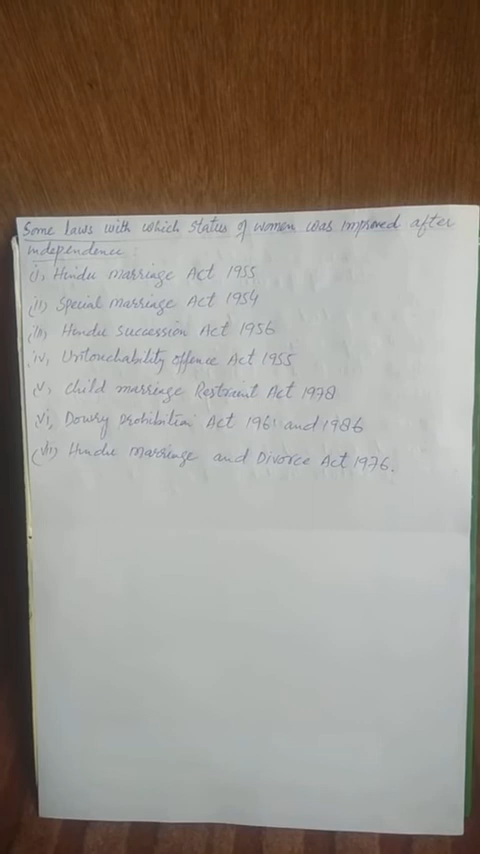 Some laws with which status of women was improved after
independence
(i) Hindu marriage Act 1955
(ii) Special marriage Act 1954
(iii) Hindu succession Act 1956
(iv) Untouchability offence Act 1955
(v) Child marriage Restraint Act 1978
(vi) Dowry prohibition Act 1961 and 1986
(vii) Hindu Marriage and Divorce Act 1976.